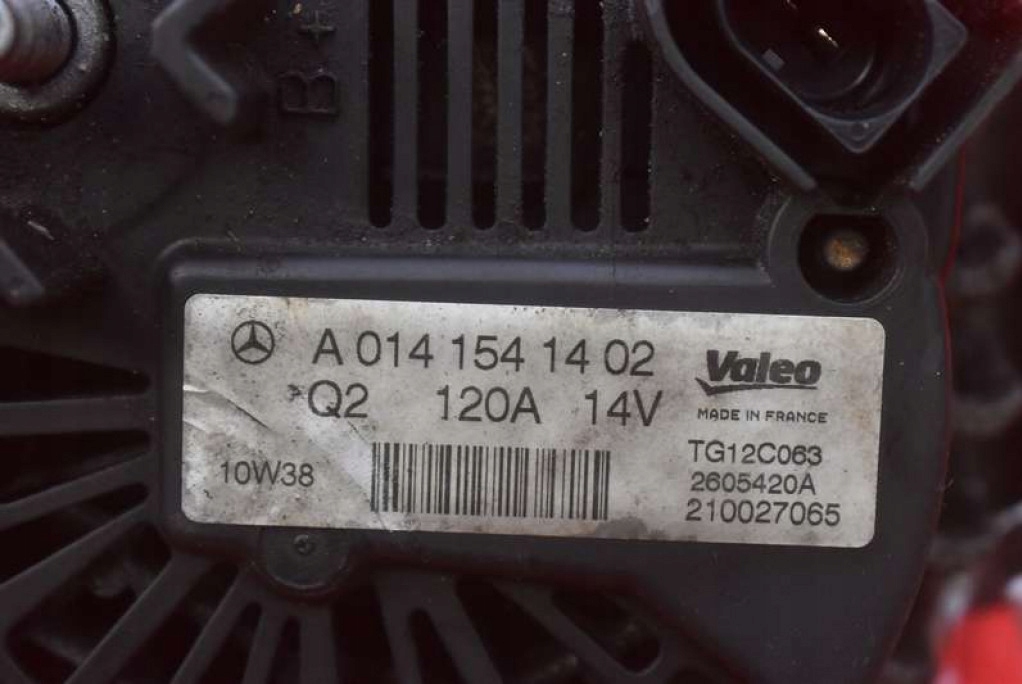 B+
A 014 154 14 02
Q2 120A 14V
10W38
Valeo
MADE IN FRANCE
TG12C063
2605420A
210027065